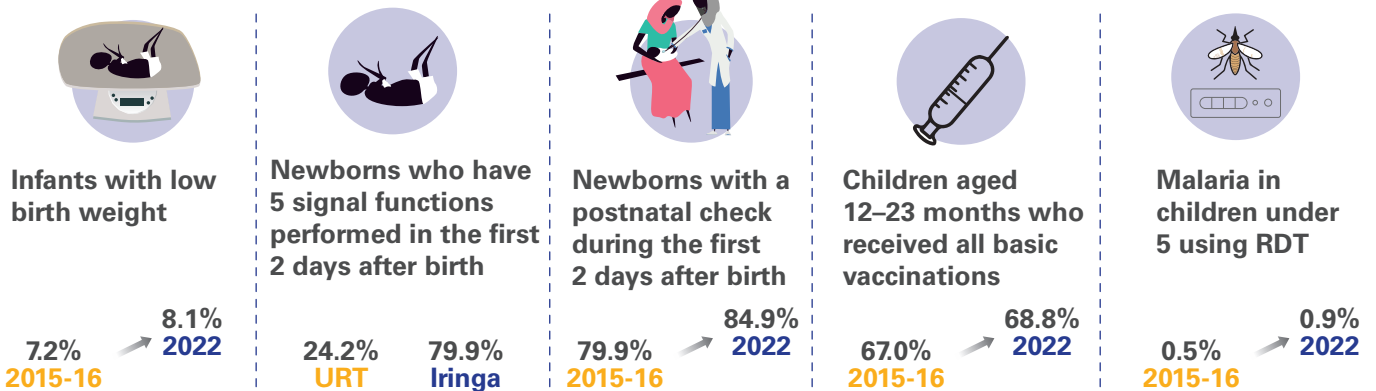 Infants with low
birth weight
7.2%
2015-16
8.1%
2022
Newborns who have
5 signal functions
performed in the first
2 days after birth
24.2%
URT
79.9%
Iringa
Newborns with a
postnatal check
during the first
2 days after birth
79.9%
2015-16
84.9%
2022
Children aged
12–23 months who
received all basic
vaccinations
67.0%
2015-16
68.8%
2022
Malaria in
children under
5 using RDT
0.5%
2015-16
0.9%
2022